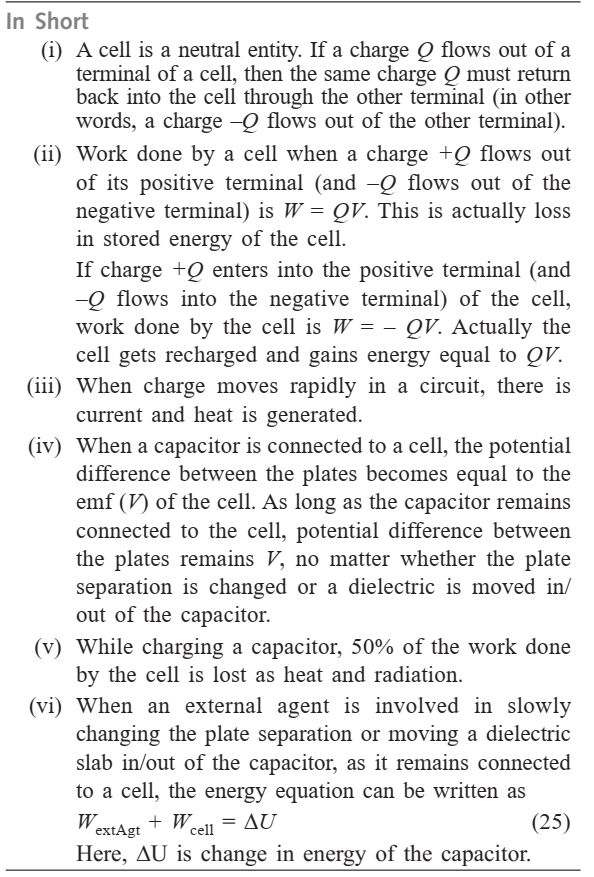 In Short
(i) A cell is a neutral entity. If a charge Q flows out of a
terminal of a cell, then the same charge Q must return
back into the cell through the other terminal (in other
words, a charge –Q flows out of the other terminal).
(ii) Work done by a cell when a charge +Q flows out
of its positive terminal (and –Q flows out of the
negative terminal) is W = QV. This is actually loss
in stored energy of the cell.
If charge +Q enters into the positive terminal (and
–Q flows into the negative terminal) of the cell,
work done by the cell is W = – QV. Actually the
cell gets recharged and gains energy equal to QV.
(iii) When charge moves rapidly in a circuit, there is
current and heat is generated.
(iv) When a capacitor is connected to a cell, the potential
difference between the plates becomes equal to the
emf (V) of the cell. As long as the capacitor remains
connected to the cell, potential difference between
the plates remains V, no matter whether the plate
separation is changed or a dielectric is moved in/
out of the capacitor.
(v) While charging a capacitor, 50% of the work done
by the cell is lost as heat and radiation.
(vi) When an external agent is involved in slowly
changing the plate separation or moving a dielectric
slab in/out of the capacitor, as it remains connected
to a cell, the energy equation can be written as
W_extAgt + W_cell = ΔU (25)
Here, ΔU is change in energy of the capacitor.